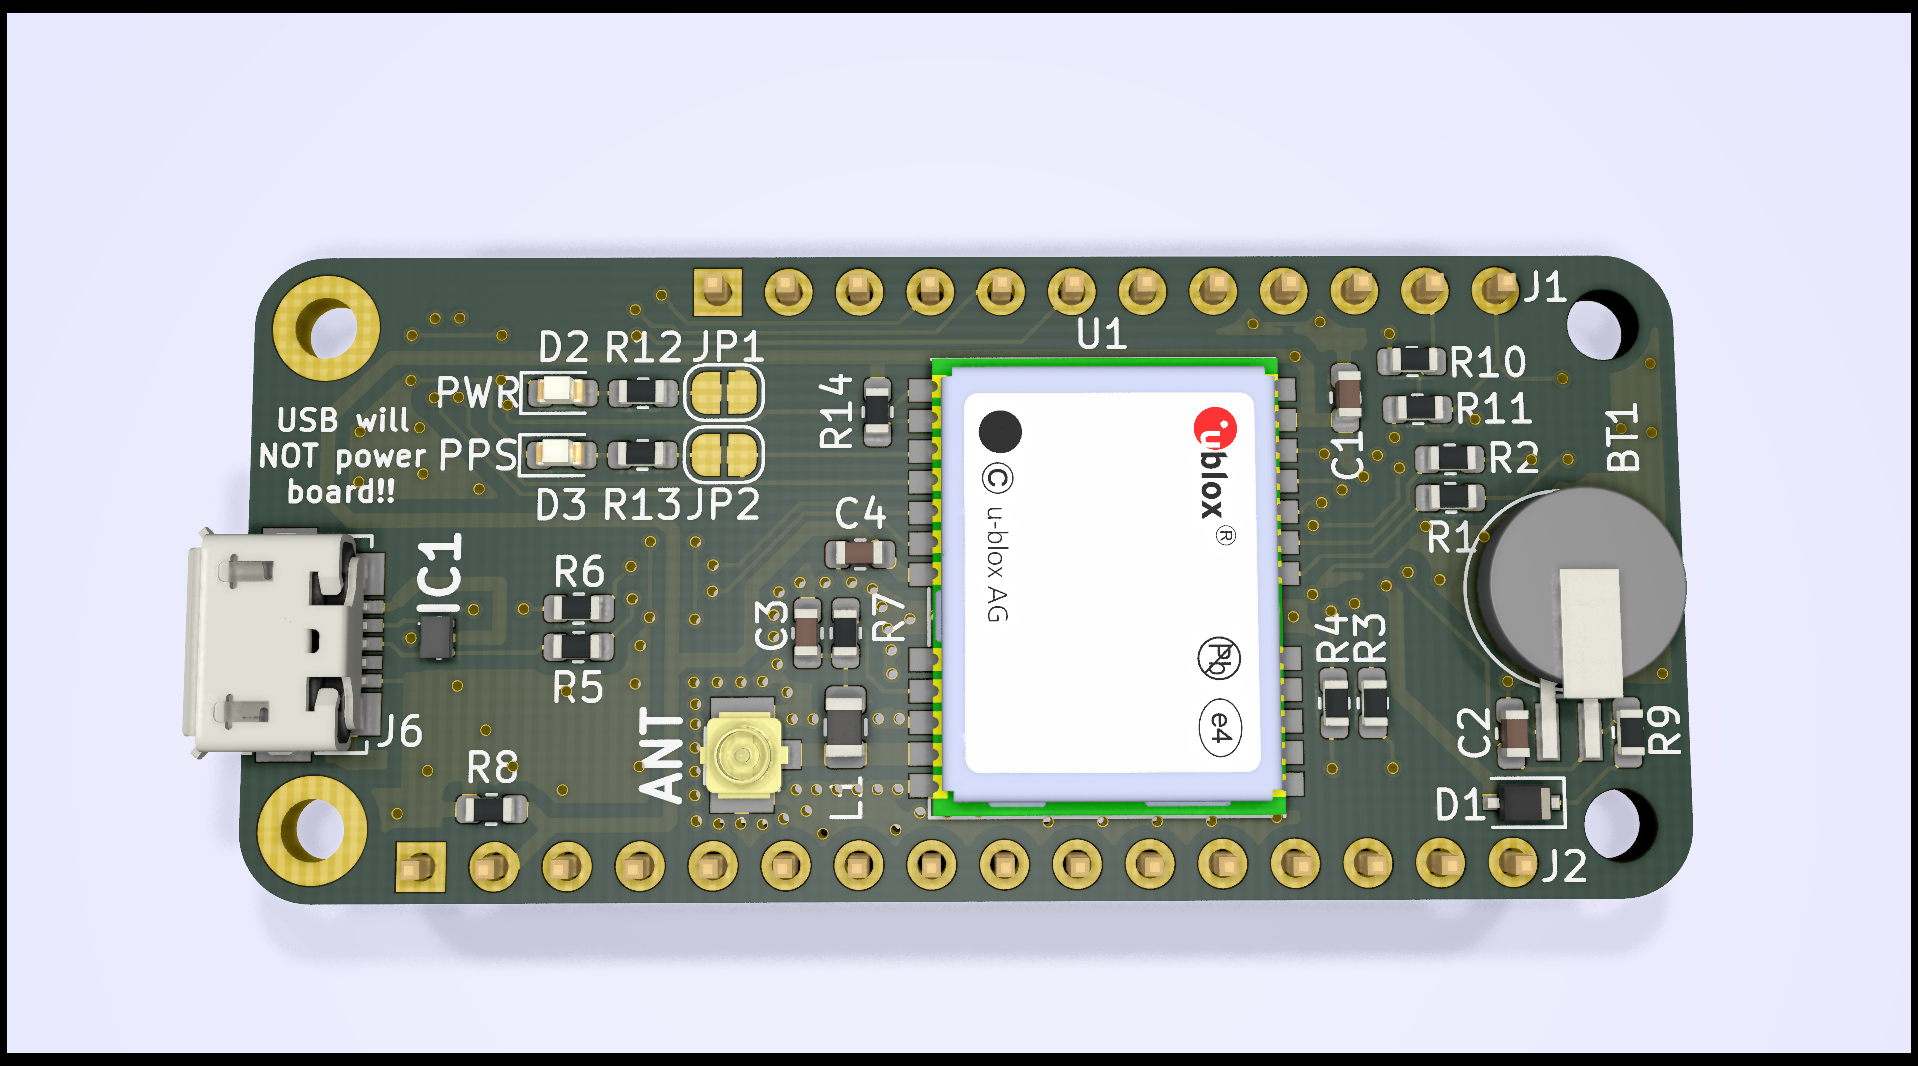 J1
U1
D2 R12 JP1
PWR
R10
R14
R11
USB will
NOT power
board!!
PPS
R2
BT1
C1
D3 R13 JP2
C4
R1
ublox ®
© u-blox AG
IC1
R6
C3
R7
R4
R3
Pb
R5
J6
ANT
e4
C2
R9
R8
L1
D1
J2